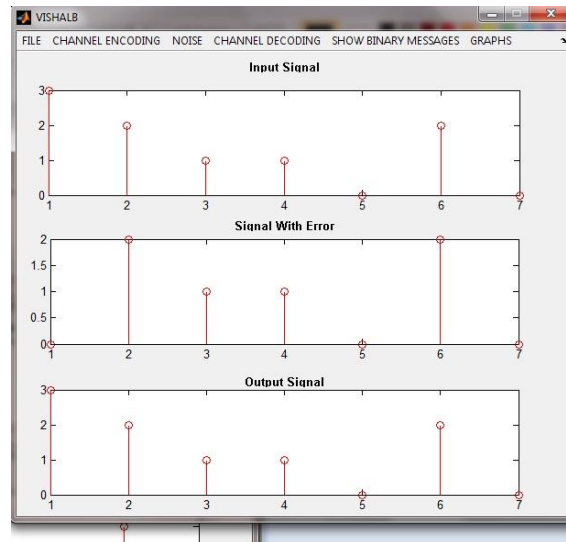 VISHALB
FILE CHANNEL ENCODING NOISE CHANNEL DECODING SHOW BINARY MESSAGES GRAPHS
Input Signal
3
2
1
0
1 2 3 4 5 6 7
Signal With Error
2
1.5
1
0.5
0
1 2 3 4 5 6 7
Output Signal
3
2
1
0
1 2 3 4 5 6 7